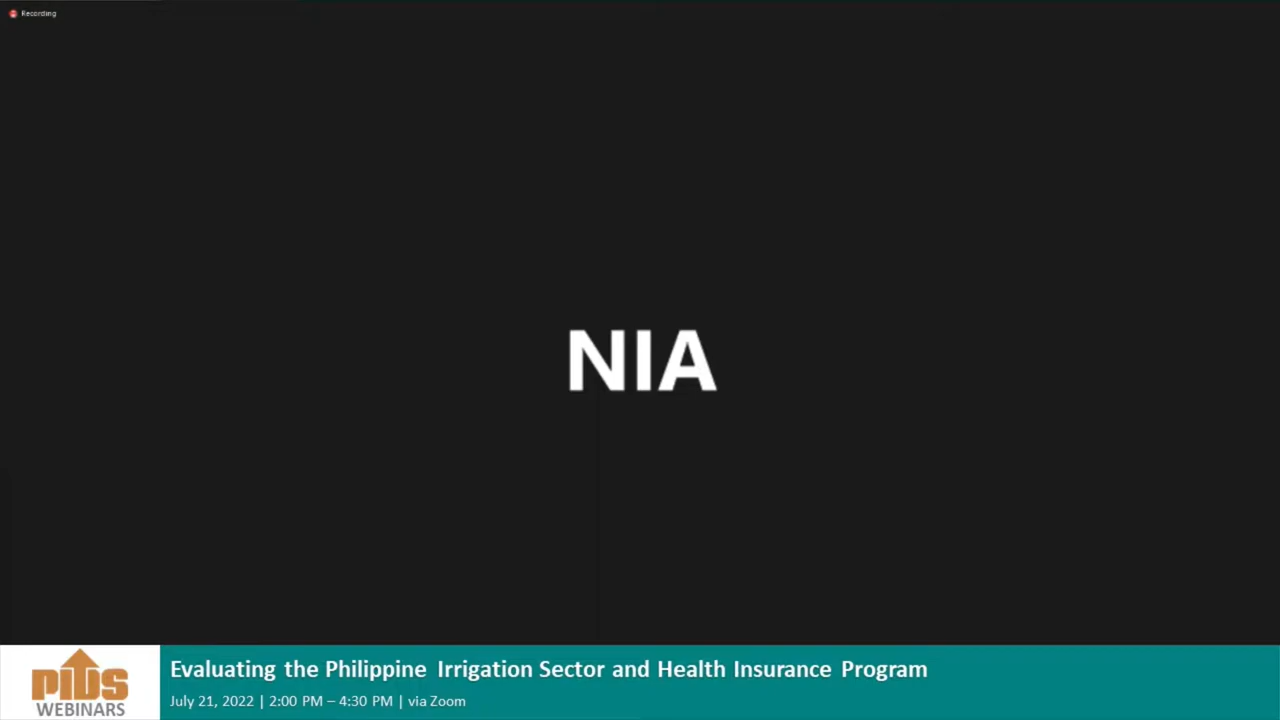 Recording
NIA
PIDS
WEBINARS
Evaluating the Philippine Irrigation Sector and Health Insurance Program
July 21, 2022 | 2:00 PM – 4:30 PM | via Zoom